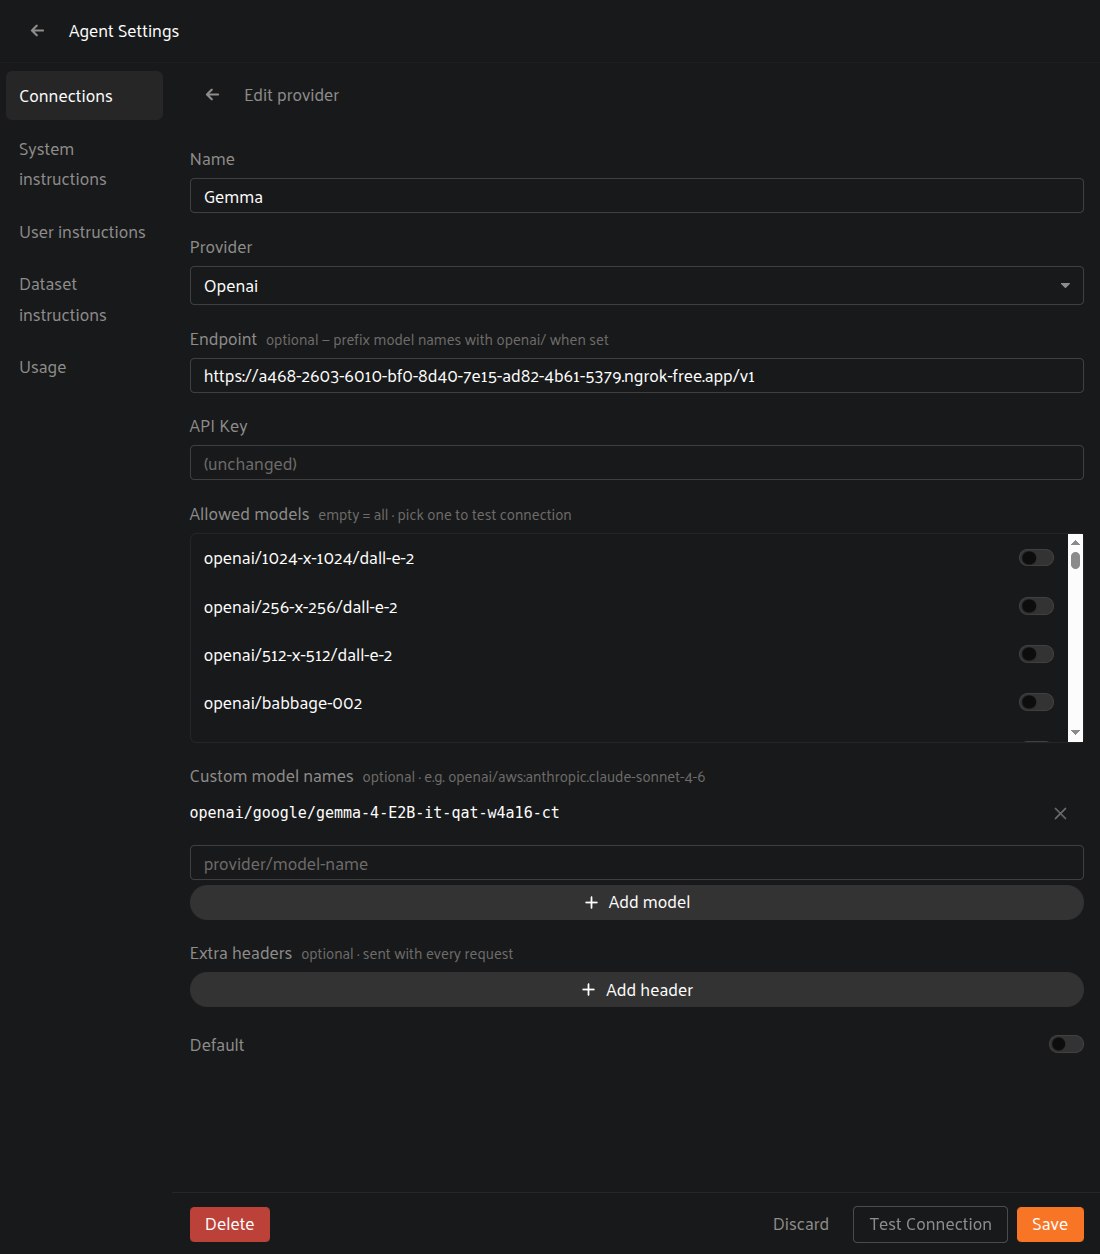 Agent Settings
Connections
System
instructions
User instructions
Dataset
instructions
Usage
Edit provider
Name
Gemma
Provider
Openai
Endpoint optional – prefix model names with openai/ when set
https://a468-2603-6010-bf0-8d40-7e15-ad82-4b61-5379.ngrok-free.app/v1
API Key
(unchanged)
Allowed models empty = all · pick one to test connection
openai/1024-x-1024/dall-e-2
openai/256-x-256/dall-e-2
openai/512-x-512/dall-e-2
openai/babbage-002
Custom model names optional · e.g. openai/aws:anthropic.claude-sonnet-4-6
openai/google/gemma-4-E2B-it-qat-w4a16-ct
provider/model-name
+ Add model
Extra headers optional · sent with every request
+ Add header
Default
Delete
Discard
Test Connection
Save